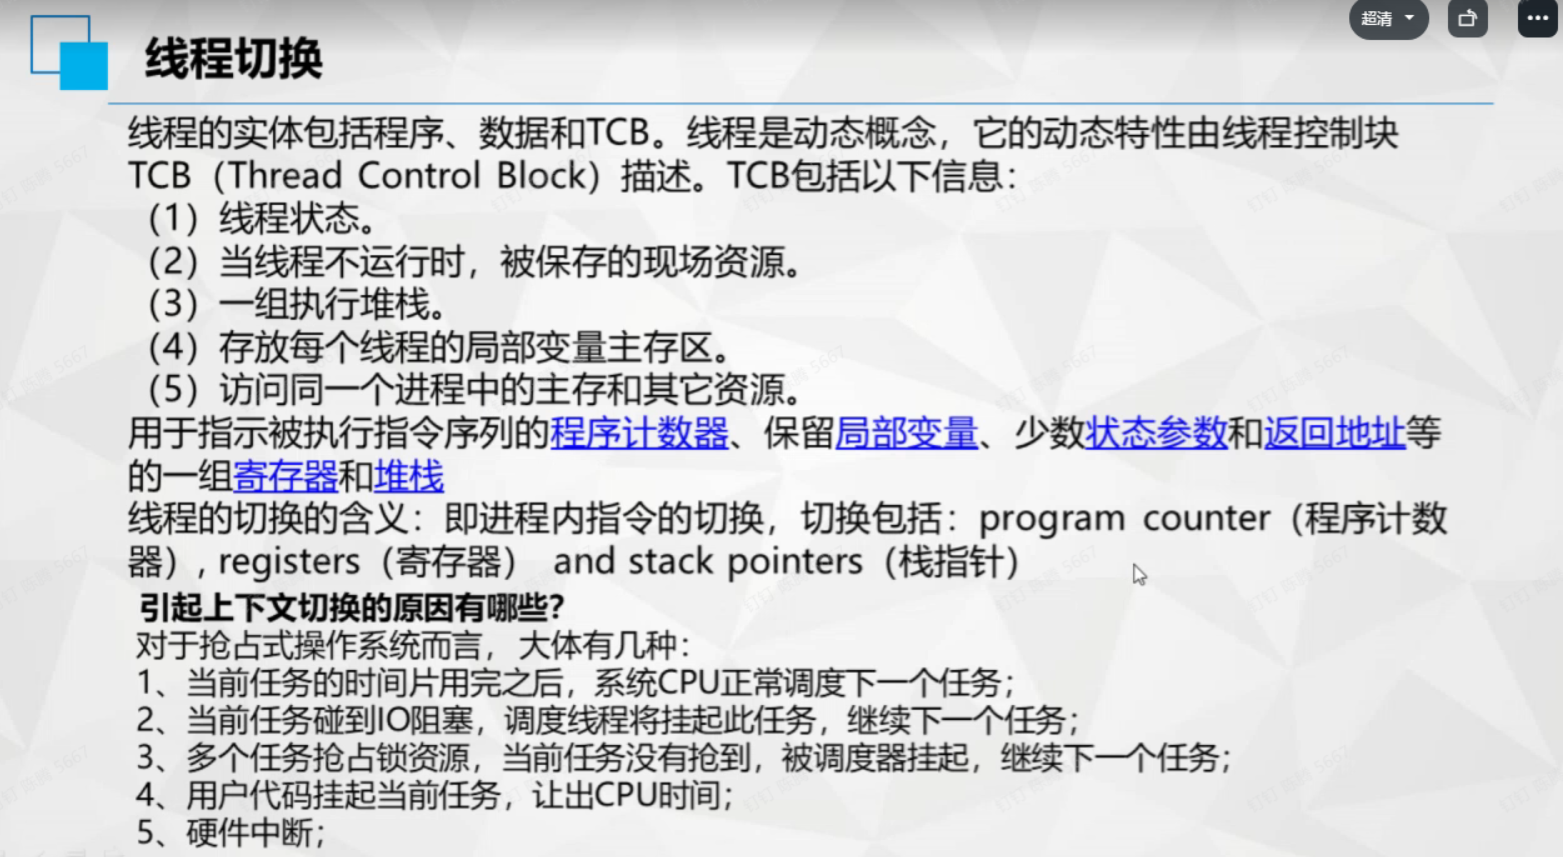 超清
线程切换
线程的实体包括程序、数据和TCB。线程是动态概念，它的动态特性由线程控制块
TCB（Thread Control Block）描述。TCB包括以下信息：
（1）线程状态。
（2）当线程不运行时，被保存的现场资源。
（3）一组执行堆栈。
（4）存放每个线程的局部变量主存区。
（5）访问同一个进程中的主存和其它资源。
用于指示被执行指令序列的程序计数器、保留局部变量、少数状态参数和返回地址等
的一组寄存器和堆栈
线程的切换的含义：即进程内指令的切换，切换包括：program counter（程序计数
器）, registers（寄存器） and stack pointers（栈指针）
引起上下文切换的原因有哪些？
对于抢占式操作系统而言， 大体有几种：
1、当前任务的时间片用完之后，系统CPU正常调度下一个任务；
2、当前任务碰到IO阻塞，调度线程将挂起此任务，继续下一个任务；
3、多个任务抢占锁资源，当前任务没有抢到，被调度器挂起，继续下一个任务；
4、用户代码挂起当前任务，让出CPU时间；
5、硬件中断；